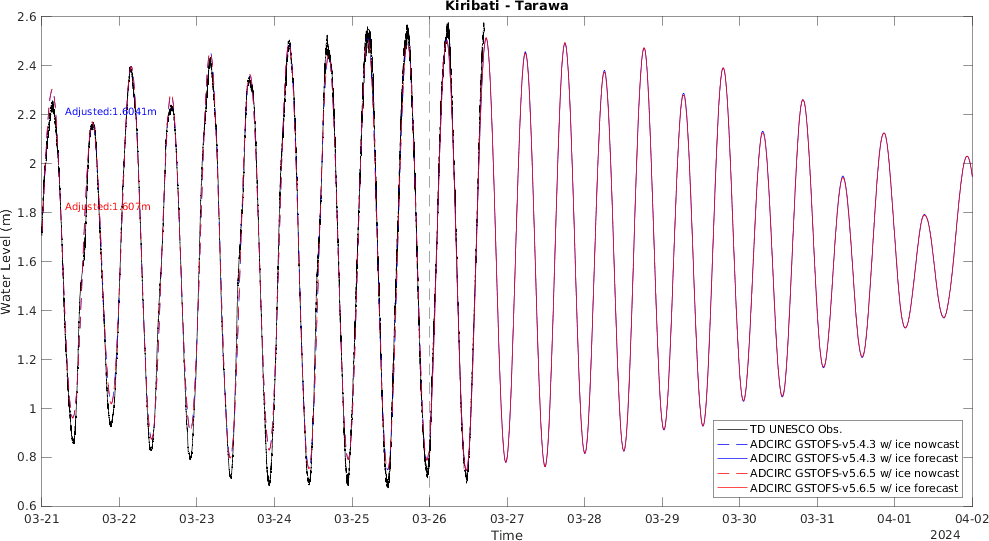 Kiribati - Tarawa
Water Level (m)
2.6
2.4
2.2
2
1.8
1.6
1.4
1.2
1
0.8
0.6
Adjusted:1.6041m
Adjusted:1.607m
TD UNESCO Obs.
ADCIRC GSTOFS-v5.4.3 w/ ice nowcast
ADCIRC GSTOFS-v5.4.3 w/ ice forecast
ADCIRC GSTOFS-v5.6.5 w/ ice nowcast
ADCIRC GSTOFS-v5.6.5 w/ ice forecast
03-21 03-22 03-23 03-24 03-25 03-26 03-27 03-28 03-29 03-30 03-31 04-01 04-02
Time
2024